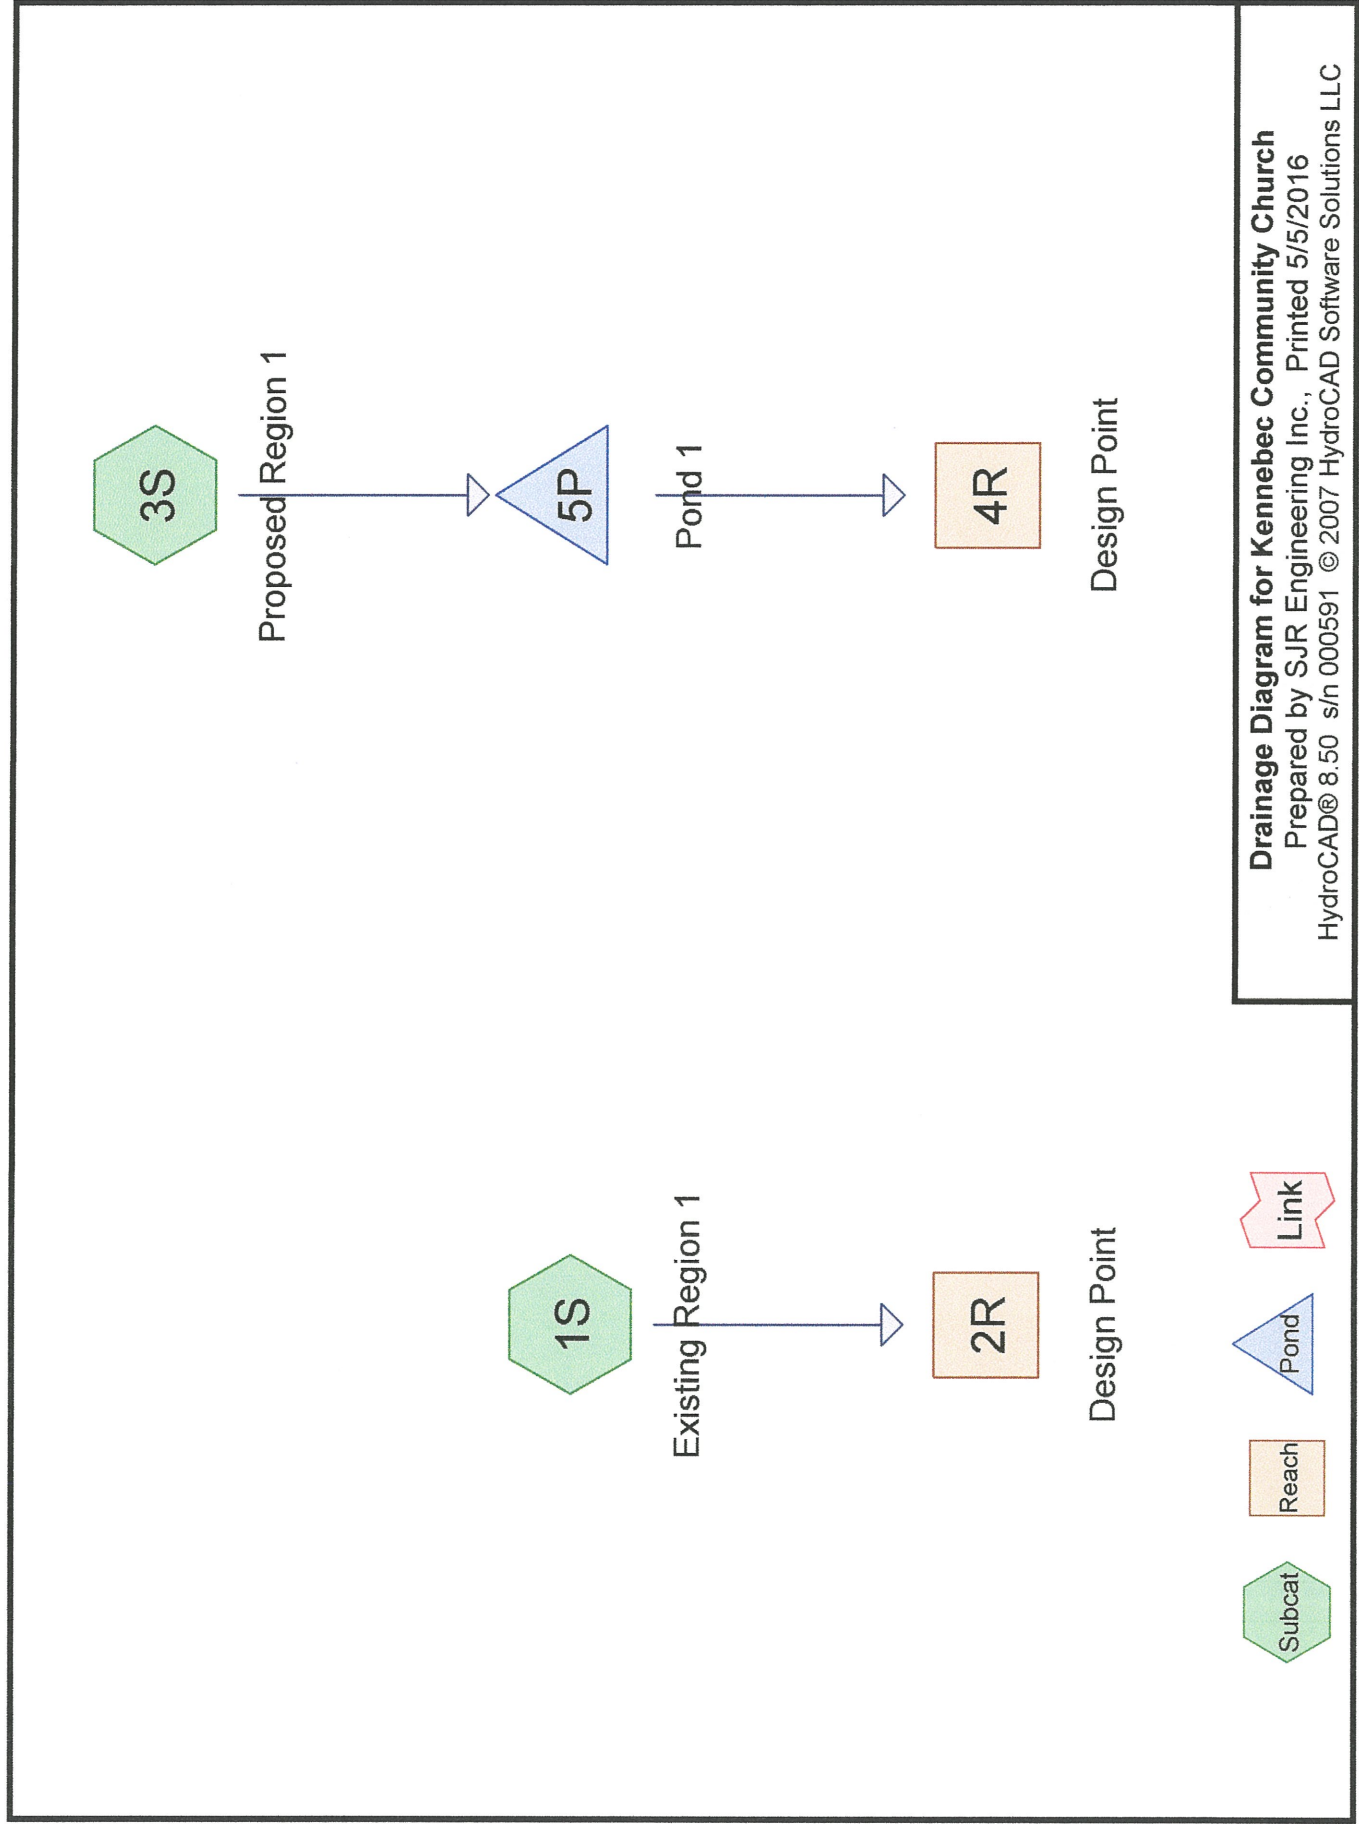 3S
Proposed Region 1
1S
5P
Existing Region 1
Pond 1
2R
4R
Design Point
Design Point
Subcat
Reach
Pond
Link
Drainage Diagram for Kennebec Community Church
Prepared by SJR Engineering Inc., Printed 5/5/2016
HydroCAD® 8.50 s/n 000591 © 2007 HydroCAD Software Solutions LLC